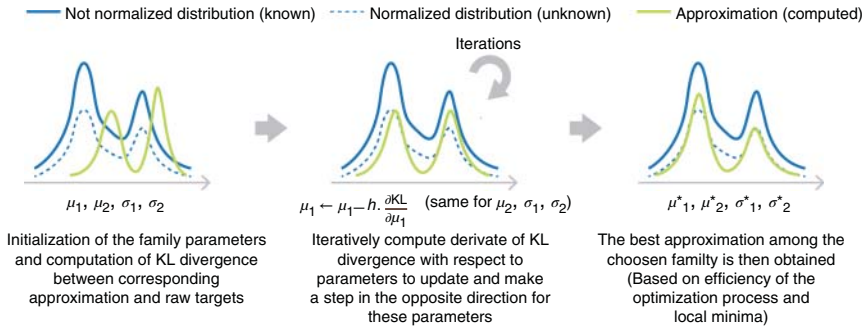 Not normalized distribution (known)
Normalized distribution (unknown)
Approximation (computed)
Iterations
μ₁, μ₂, σ₁, σ₂
μ₁ ← μ₁– h. ∂KL/∂μ₁ (same for μ₂, σ₁, σ₂)
μ*₁, μ*₂, σ*₁, σ*₂
Initialization of the family parameters
and computation of KL divergence
between corresponding
approximation and raw targets
Iteratively compute derivate of KL
divergence with respect to
parameters to update and make
a step in the opposite direction for
these parameters
The best approximation among the
choosen familty is then obtained
(Based on efficiency of the
optimization process and
local minima)